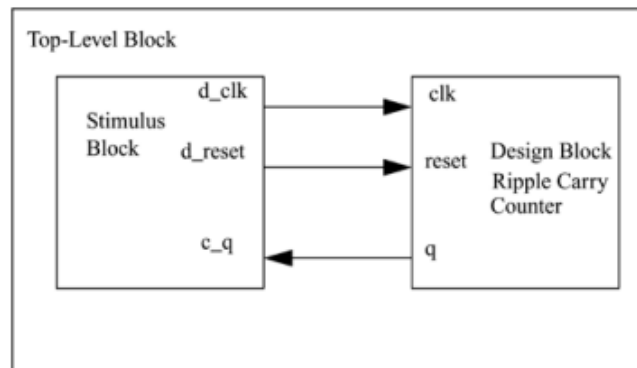 Top-Level Block
d_clk
clk
Stimulus
Block
d_reset
reset
Design Block
Ripple Carry
Counter
c_q
q